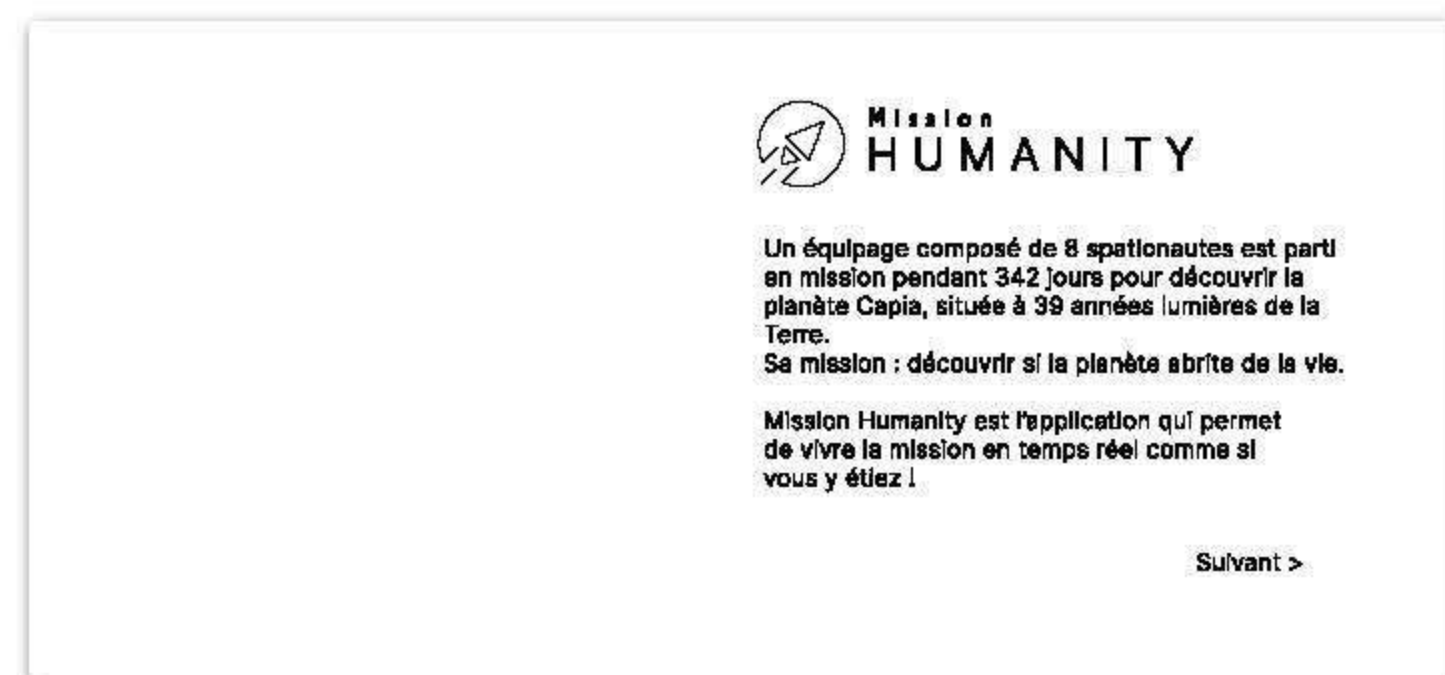 Mission
HUMANITY
Un équipage composé de 8 spationautes est parti
en mission pendant 342 jours pour découvrir la
planète Capia, située à 39 années lumières de la
Terre.
Sa mission : découvrir si la planète abrite de la vie.
Mission Humanity est l'application qui permet
de vivre la mission en temps réel comme si
vous y étiez !
Suivant >